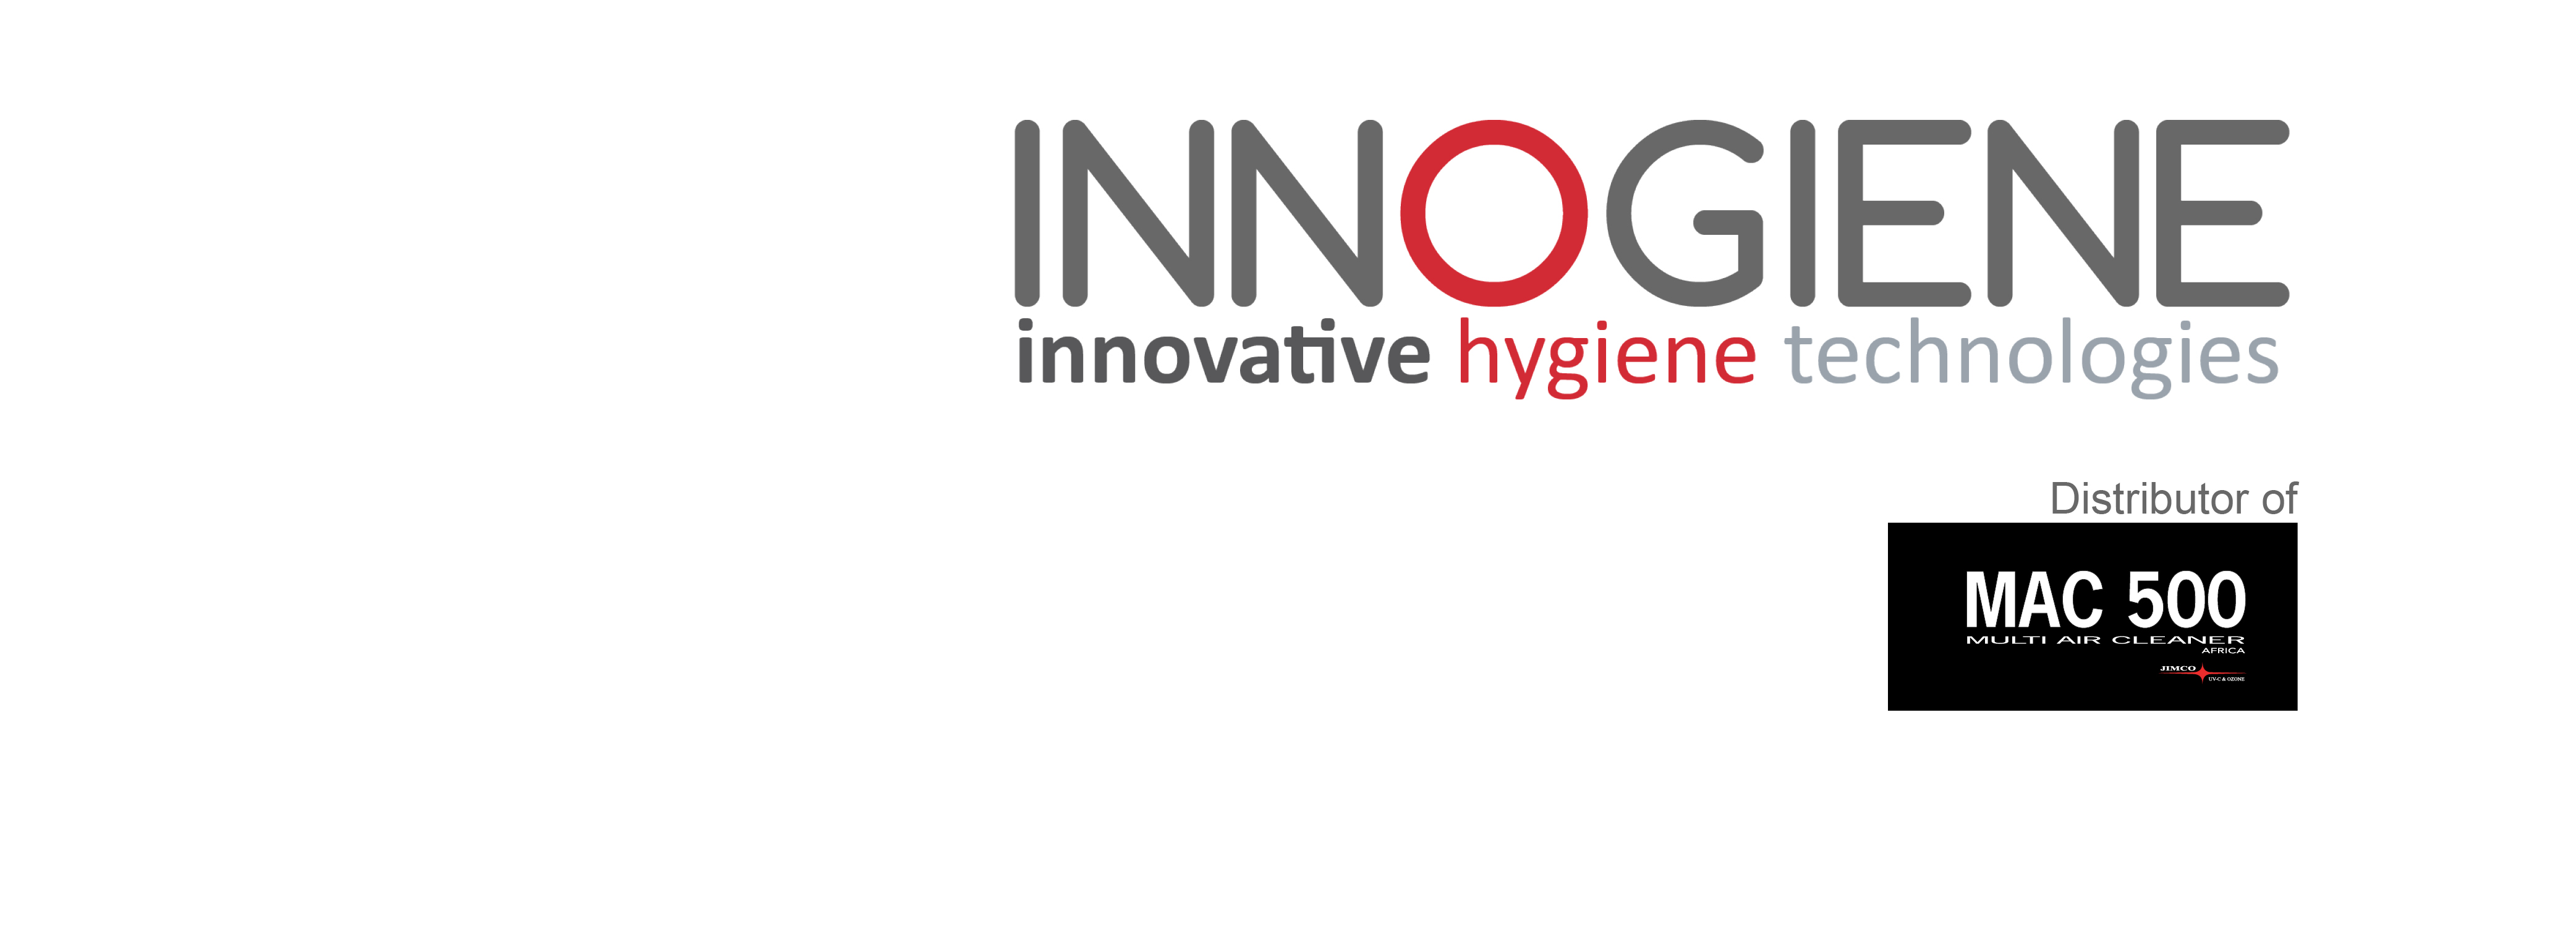 INNOGIENE
innovative hygiene technologies
Distributor of
MAC 500
MULTI AIR CLEANER
AFRICA
JIMCO
UV-C & OZONE